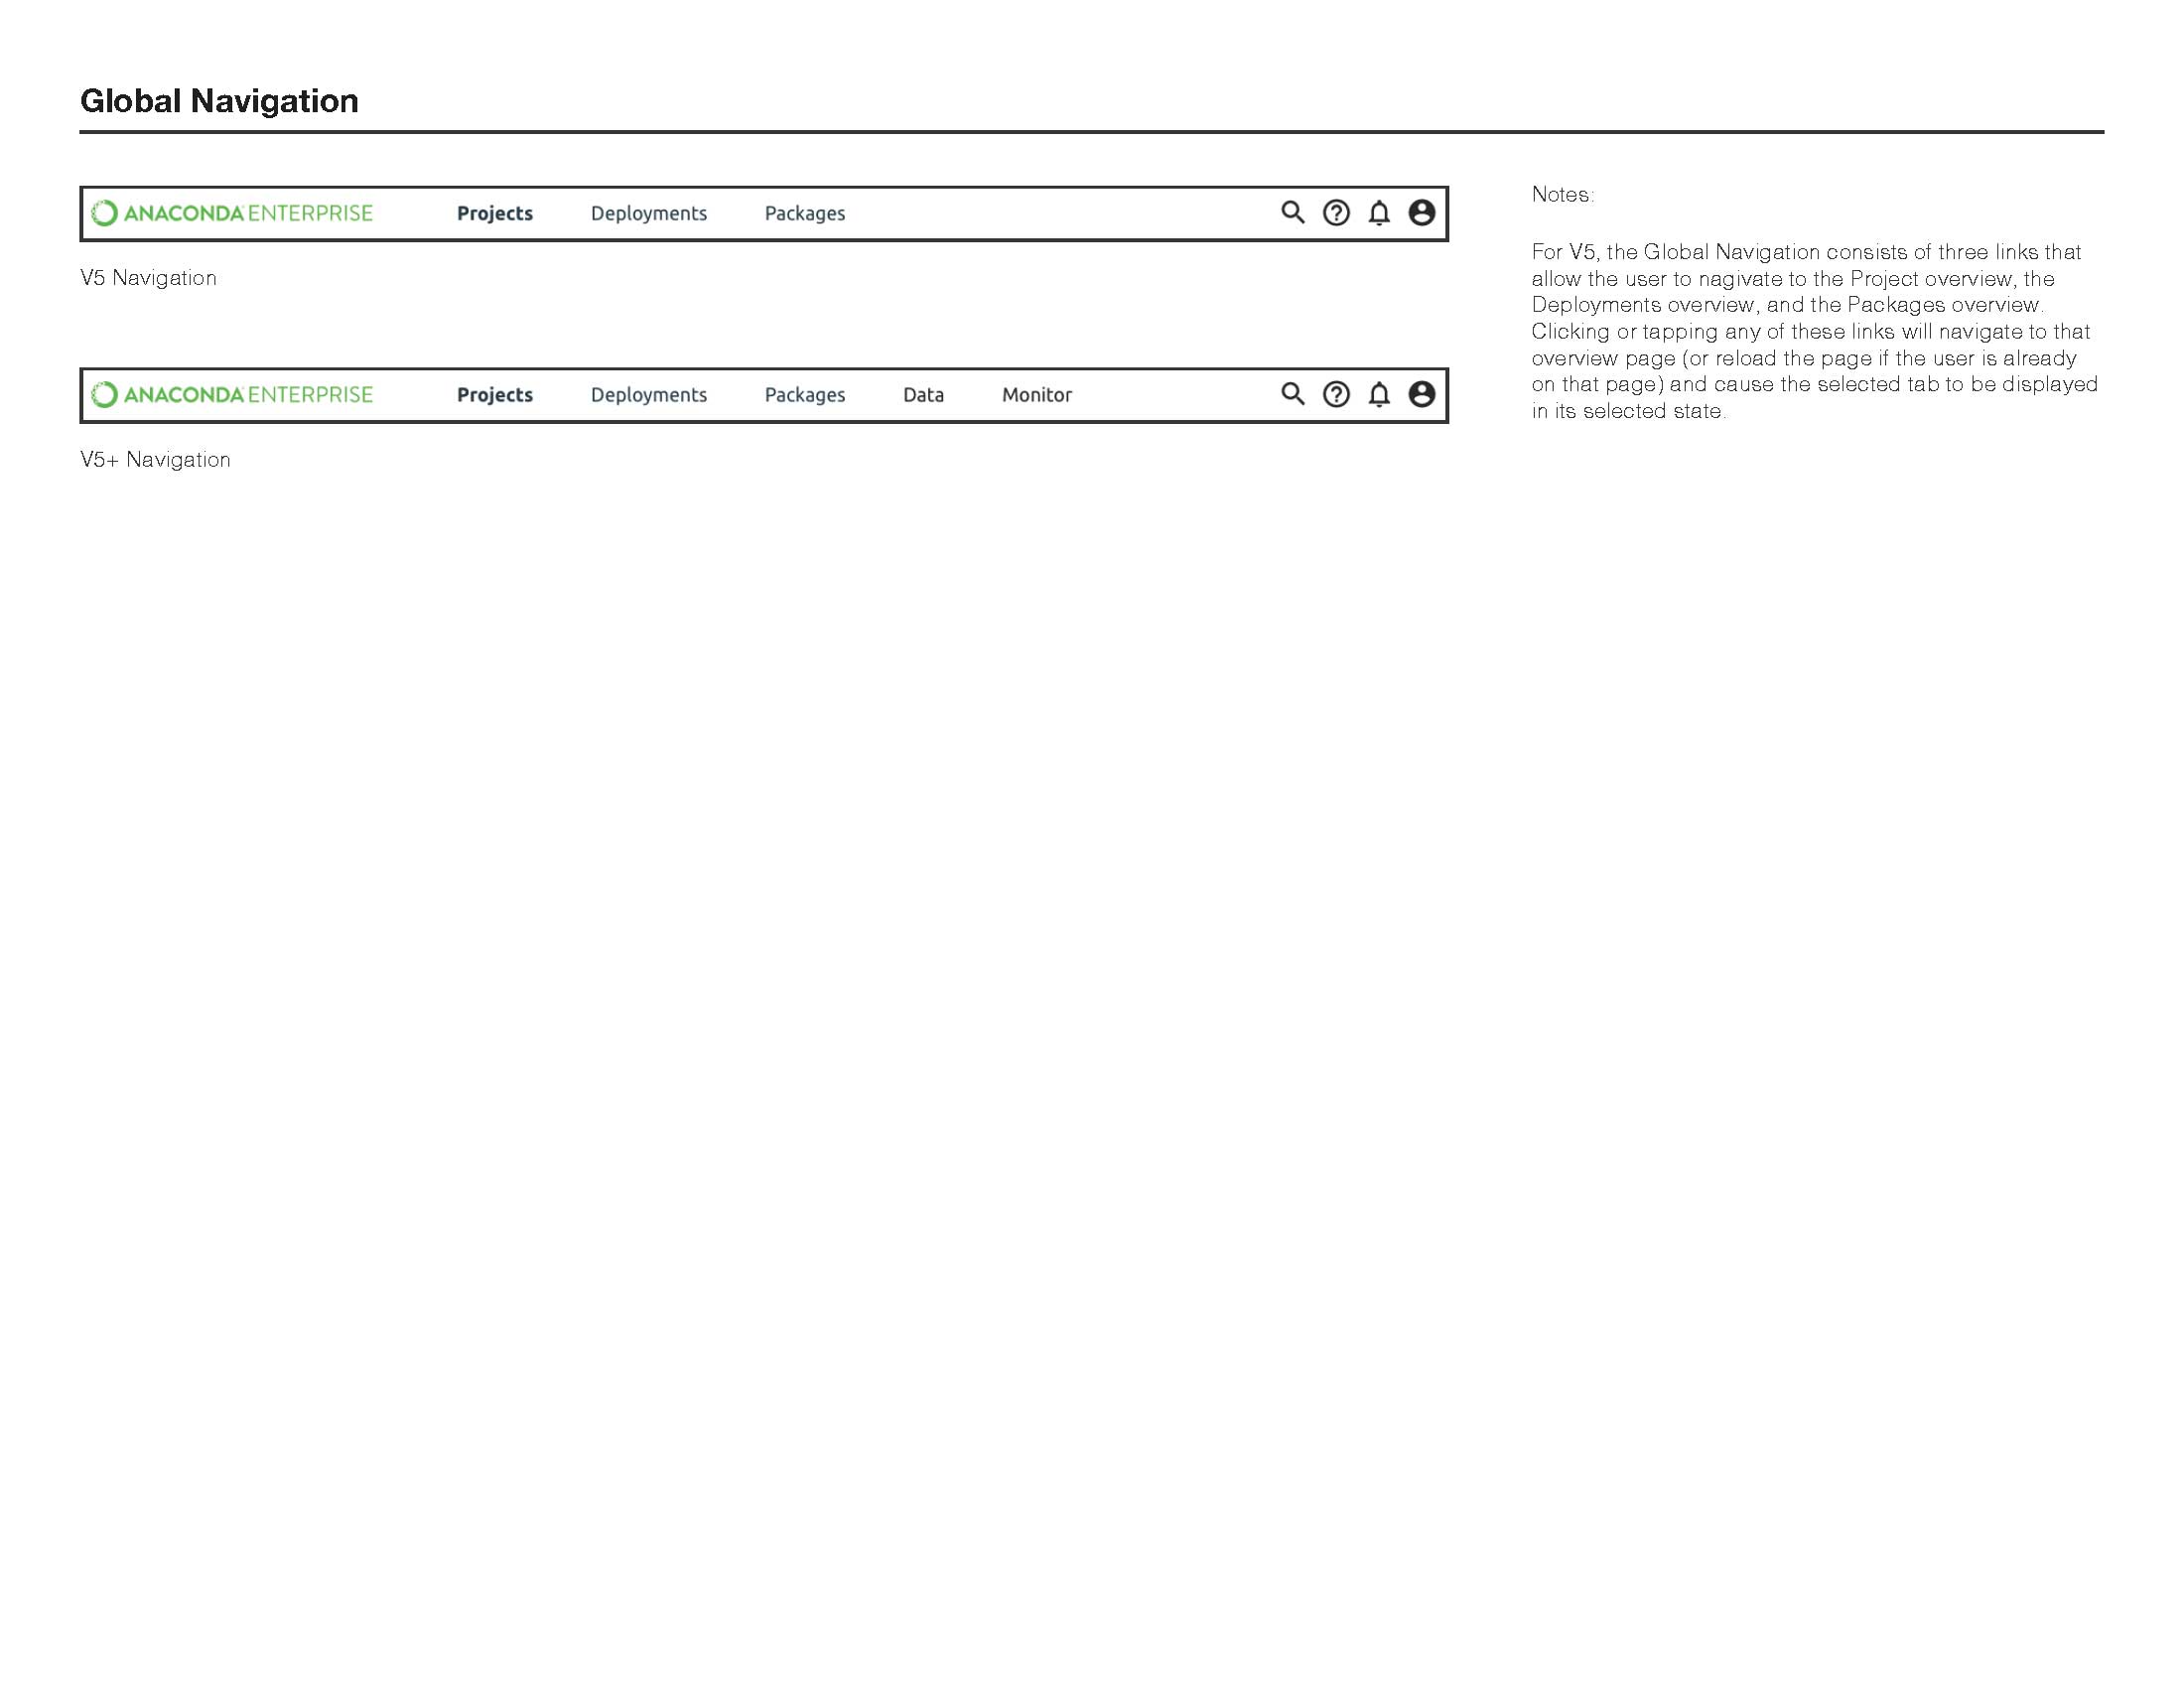 Global Navigation
ANACONDA ENTERPRISE Projects Deployments Packages
V5 Navigation
ANACONDA ENTERPRISE Projects Deployments Packages Data Monitor
V5+ Navigation
Notes:
For V5, the Global Navigation consists of three links that
allow the user to nagivate to the Project overview, the
Deployments overview, and the Packages overview.
Clicking or tapping any of these links will navigate to that
overview page (or reload the page if the user is already
on that page) and cause the selected tab to be displayed
in its selected state.